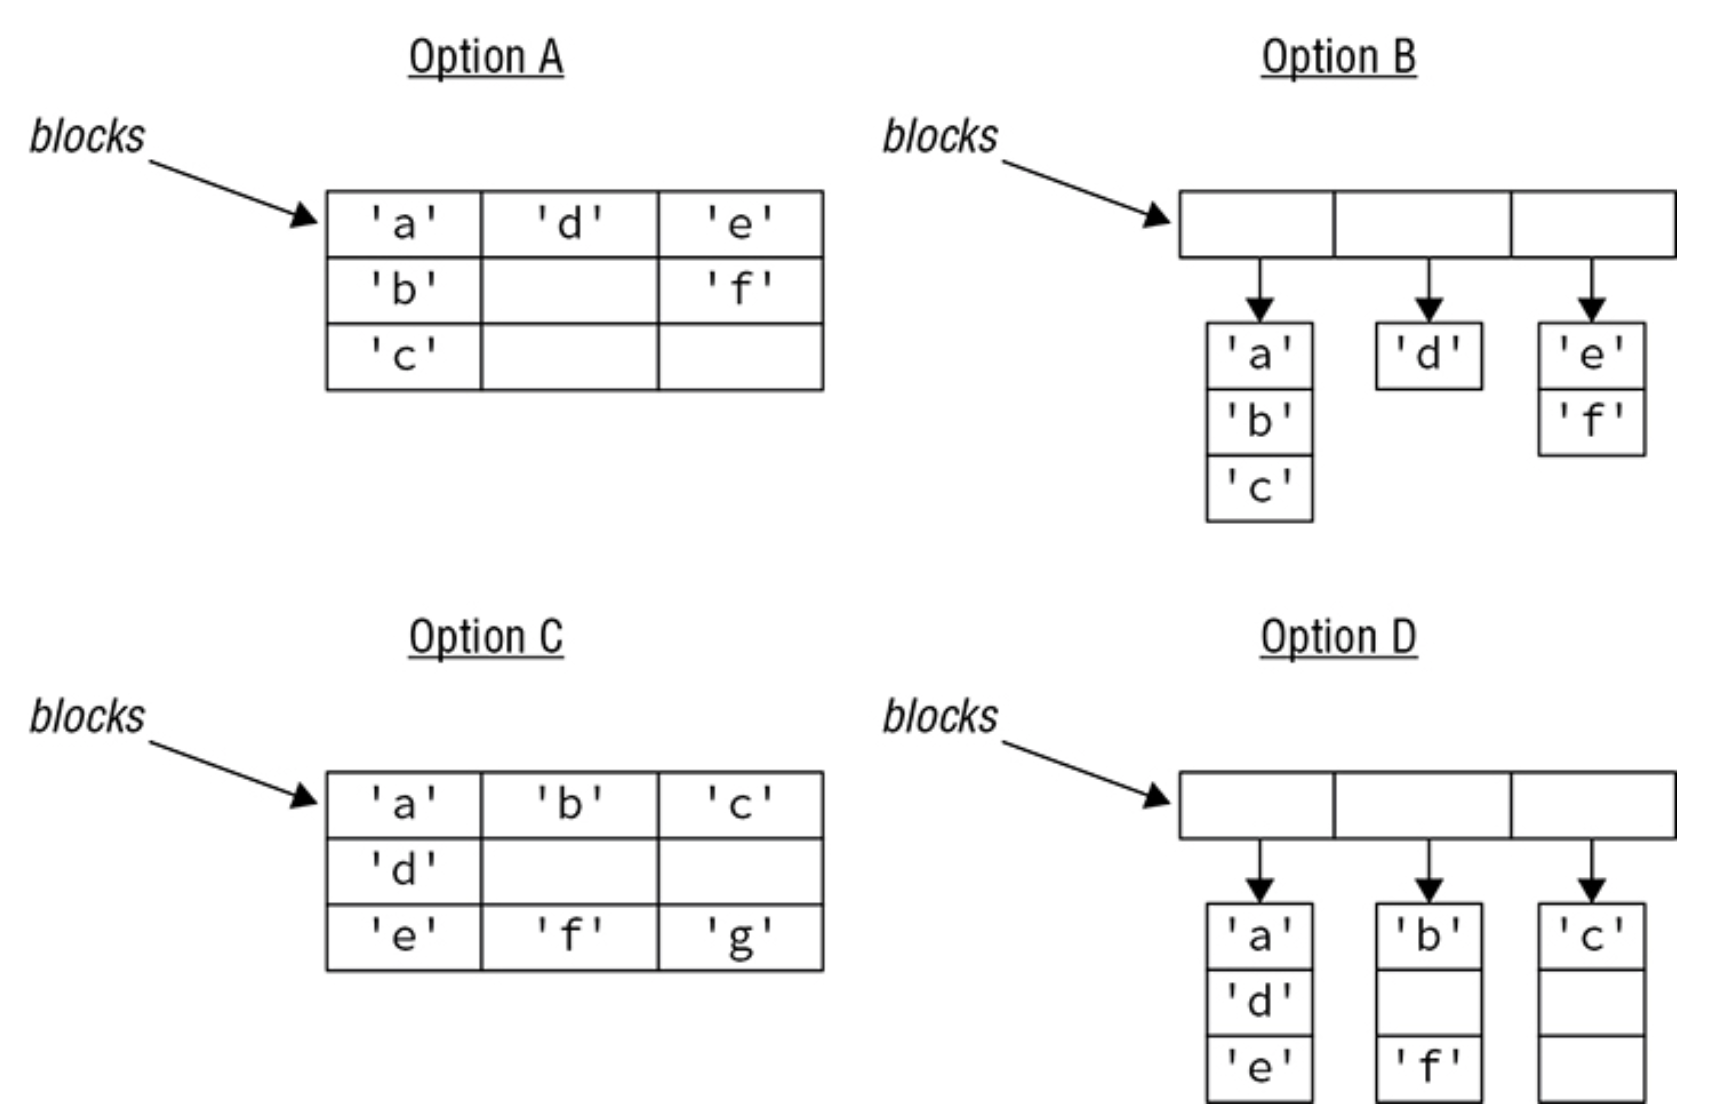 Option A
blocks
'a' 'd' 'e'
'b' 'f'
'c'
Option B
blocks
'a' 'd' 'e'
'b' 'f'
'c'
Option C
blocks
'a' 'b' 'c'
'd'
'e' 'f' 'g'
Option D
blocks
'a' 'b' 'c'
'd'
'e' 'f'